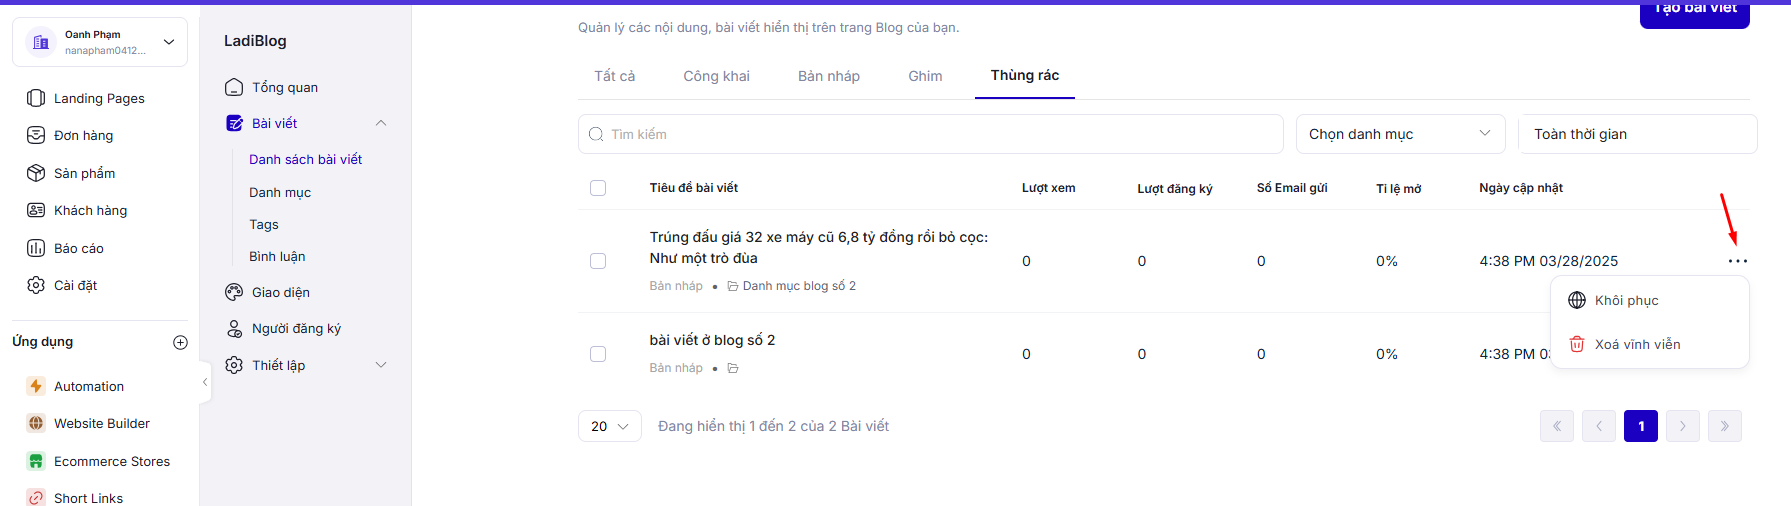 Oanh Phạm
nanapham0412...
Landing Pages
Đơn hàng
Sản phẩm
Khách hàng
Báo cáo
Cài đặt
Ứng dụng
Automation
Website Builder
Ecommerce Stores
Short Links
LadiBlog
Tổng quan
Bài viết
Danh sách bài viết
Danh mục
Tags
Bình luận
Giao diện
Người đăng ký
Thiết lập
Tạo bài viết
Quản lý các nội dung, bài viết hiển thị trên trang Blog của bạn.
Tất cả Công khai Bản nháp Ghim Thùng rác
Tìm kiếm Chọn danh mục Toàn thời gian
Tiêu đề bài viết Lượt xem Lượt đăng ký Số Email gửi Tỉ lệ mở Ngày cập nhật
Trúng đấu giá 32 xe máy cũ 6,8 tỷ đồng rồi bỏ cọc:
Như một trò đùa 0 0 0 0% 4:38 PM 03/28/2025
Bản nháp • Danh mục blog số 2
Khôi phục
Xoá vĩnh viễn
bài viết ở blog số 2 0 0 0 0% 4:38 PM 0
Bản nháp •
20 Đang hiển thị 1 đến 2 của 2 Bài viết 1